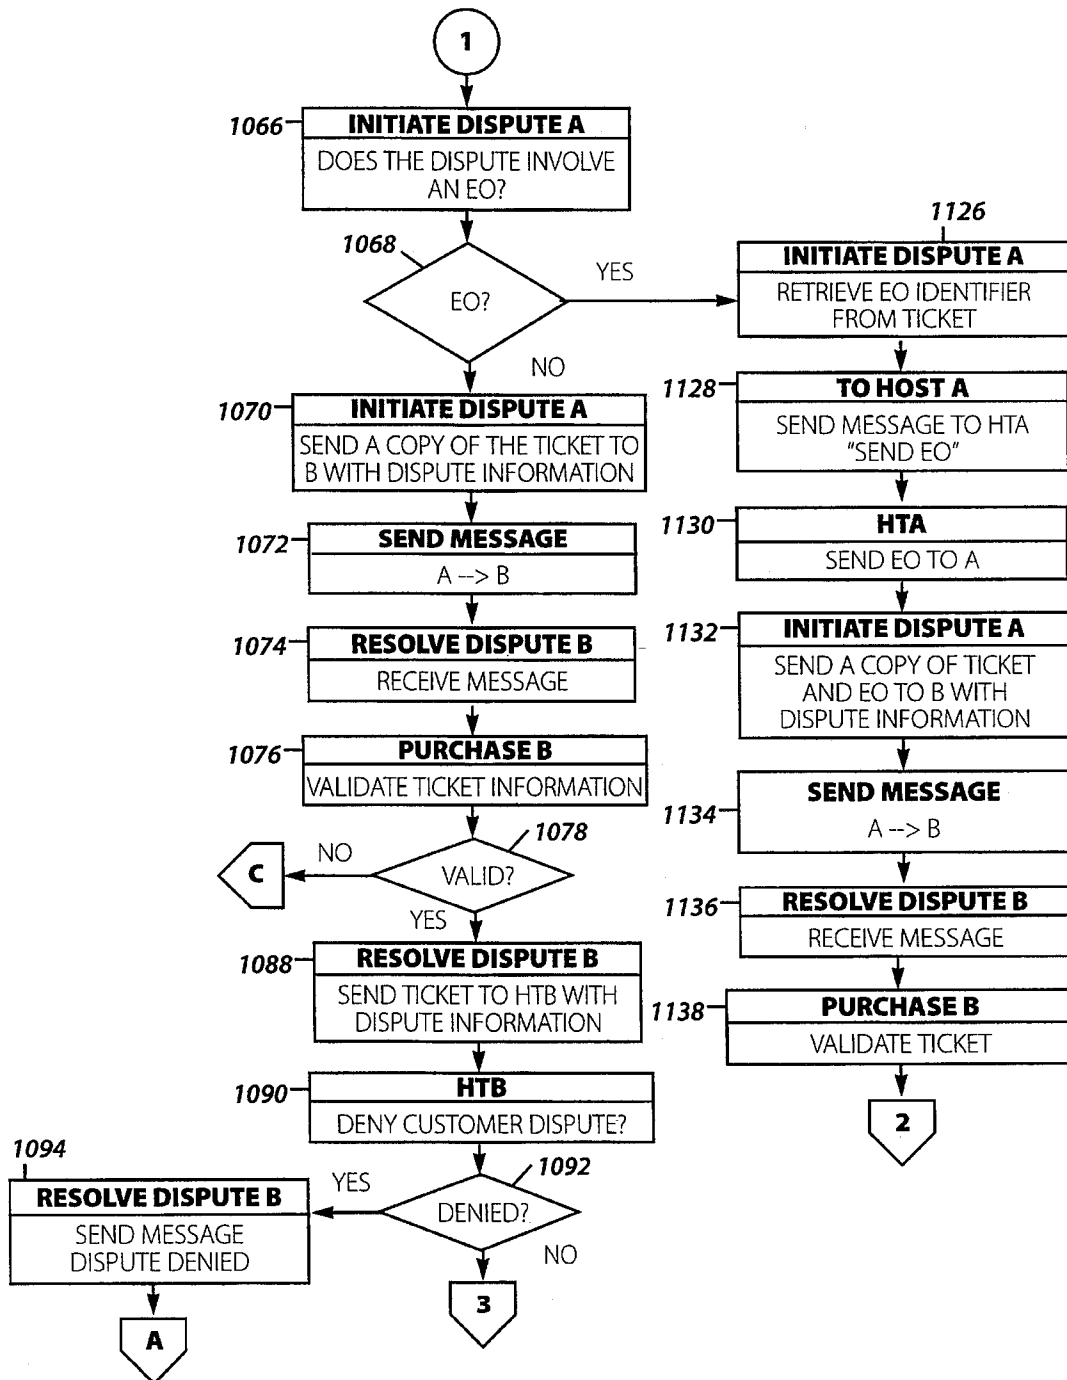 1
1066
INITIATE DISPUTE A
DOES THE DISPUTE INVOLVE
AN EO?
1068
EO?
YES
NO
1070
INITIATE DISPUTE A
SEND A COPY OF THE TICKET TO
B WITH DISPUTE INFORMATION
1072
SEND MESSAGE
A --> B
1074
RESOLVE DISPUTE B
RECEIVE MESSAGE
1076
PURCHASE B
VALIDATE TICKET INFORMATION
1078
VALID?
NO
C
YES
1088
RESOLVE DISPUTE B
SEND TICKET TO HTB WITH
DISPUTE INFORMATION
1090
HTB
DENY CUSTOMER DISPUTE?
1092
DENIED?
YES
NO
1094
RESOLVE DISPUTE B
SEND MESSAGE
DISPUTE DENIED
A
3
1126
INITIATE DISPUTE A
RETRIEVE EO IDENTIFIER
FROM TICKET
1128
TO HOST A
SEND MESSAGE TO HTA
"SEND EO"
1130
HTA
SEND EO TO A
1132
INITIATE DISPUTE A
SEND A COPY OF TICKET
AND EO TO B WITH
DISPUTE INFORMATION
1134
SEND MESSAGE
A --> B
1136
RESOLVE DISPUTE B
RECEIVE MESSAGE
1138
PURCHASE B
VALIDATE TICKET
2